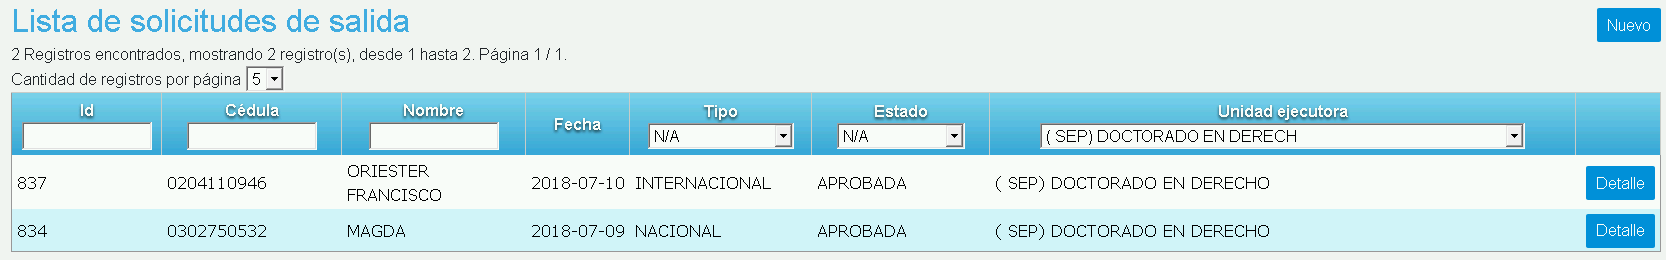 Lista de solicitudes de salida
Nuevo
2 Registros encontrados, mostrando 2 registro(s), desde 1 hasta 2. Página 1 / 1.
Cantidad de registros por página 5
Id Cédula Nombre Fecha Tipo Estado Unidad ejecutora
N/A N/A ( SEP) DOCTORADO EN DERECH
837 0204110946 ORIESTER FRANCISCO 2018-07-10 INTERNACIONAL APROBADA ( SEP) DOCTORADO EN DERECHO Detalle
834 0302750532 MAGDA 2018-07-09 NACIONAL APROBADA ( SEP) DOCTORADO EN DERECHO Detalle